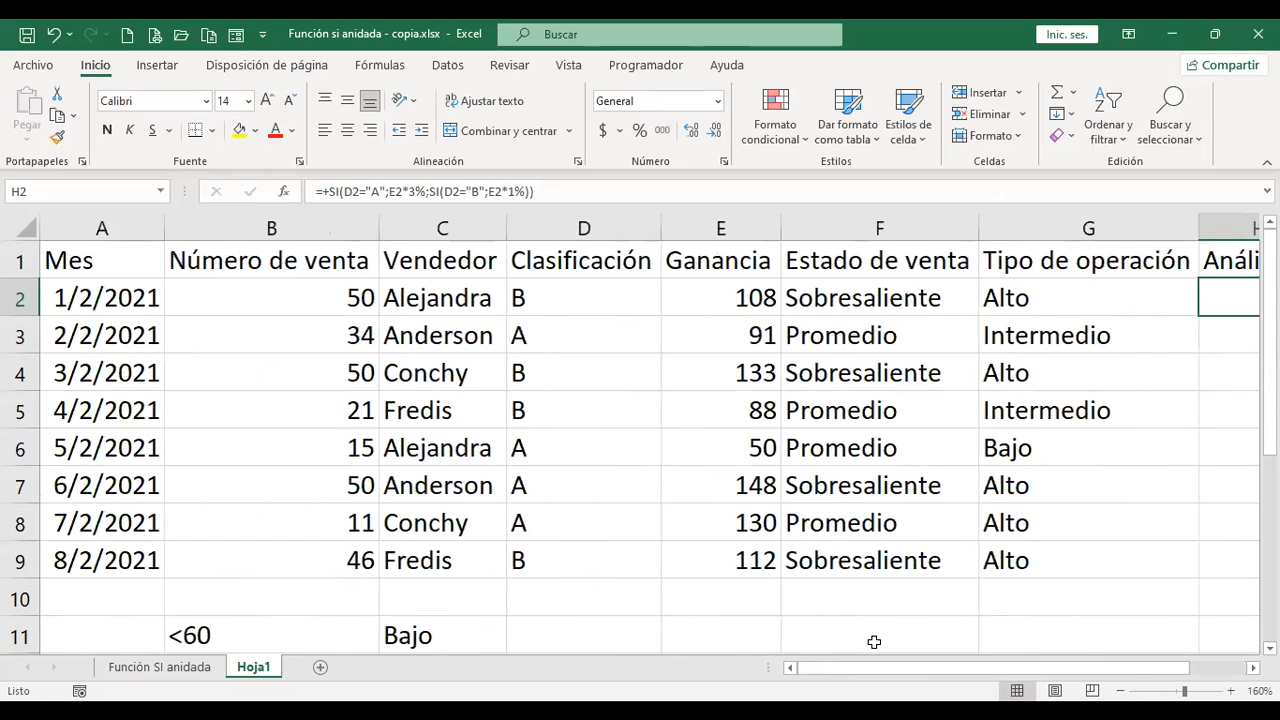 Función si anidada - copia.xlsx - Excel
Buscar
Inic. ses.
Archivo Inicio Insertar Disposición de página Fórmulas Datos Revisar Vista Programador Ayuda
Compartir
Pegar
Calibri 14
N K S
Ajustar texto
Combinar y centrar
General
$ % 000
Formato condicional
Dar formato como tabla
Estilos de celda
Insertar
Eliminar
Formato
Ordenar y filtrar
Buscar y seleccionar
Portapapeles Fuente Alineación Número Estilos Celdas Edición
H2 fx =+SI(D2="A";E2*3%;SI(D2="B";E2*1%))
A B C D E F G H
1 Mes Número de venta Vendedor Clasificación Ganancia Estado de venta Tipo de operación Análi
2 1/2/2021 50 Alejandra B 108 Sobresaliente Alto
3 2/2/2021 34 Anderson A 91 Promedio Intermedio
4 3/2/2021 50 Conchy B 133 Sobresaliente Alto
5 4/2/2021 21 Fredis B 88 Promedio Intermedio
6 5/2/2021 15 Alejandra A 50 Promedio Bajo
7 6/2/2021 50 Anderson A 148 Sobresaliente Alto
8 7/2/2021 11 Conchy A 130 Promedio Alto
9 8/2/2021 46 Fredis B 112 Sobresaliente Alto
10
11 <60 Bajo
Función SI anidada Hoja1
Listo
160%